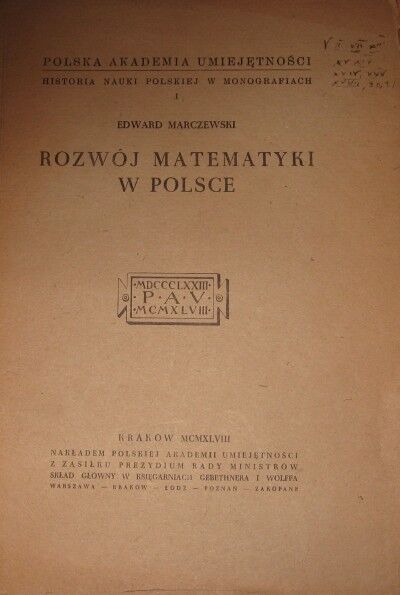 POLSKA AKADEMIA UMIEJĘTNOŚCI
HISTORIA NAUKI POLSKIEJ W MONOGRAFIACH
I
EDWARD MARCZEWSKI
ROZWÓJ MATEMATYKI
W POLSCE
·MDCCCLXXIII·
·P·A·V·
·MCMXLVIII·
KRAKÓW MCMXLVIII
NAKŁADEM POLSKIEJ AKADEMII UMIEJĘTNOŚCI
Z ZASIŁKU PREZYDIUM RADY MINISTRÓW
SKŁAD GŁÓWNY W KSIĘGARNIACH GEBETHNERA I WOLFFA
WARSZAWA — KRAKÓW — ŁÓDŹ — POZNAŃ — ZAKOPANE